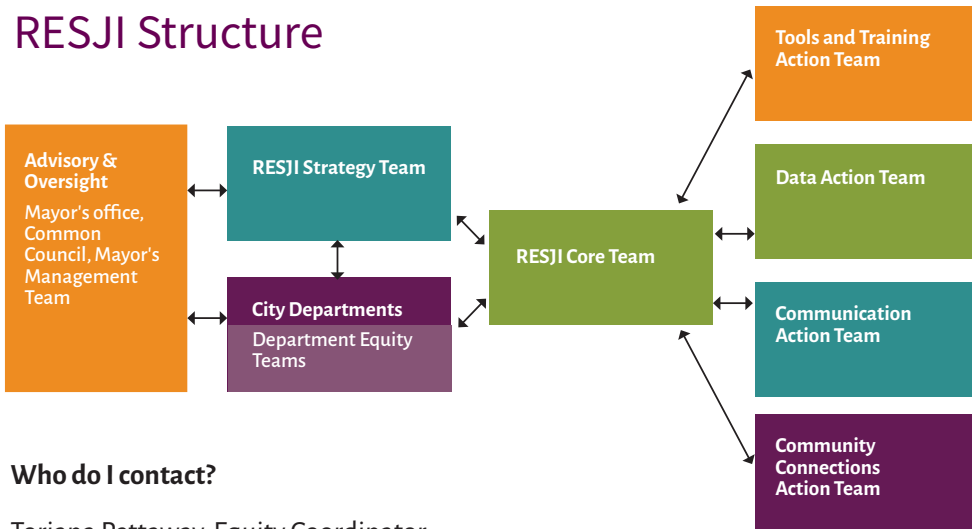 RESJI Structure
Advisory &
Oversight
Mayor's office,
Common
Council, Mayor's
Management
Team
RESJI Strategy Team
City Departments
Department Equity
Teams
RESJI Core Team
Tools and Training
Action Team
Data Action Team
Communication
Action Team
Community
Connections
Action Team
Who do I contact?
Equity Coordinator